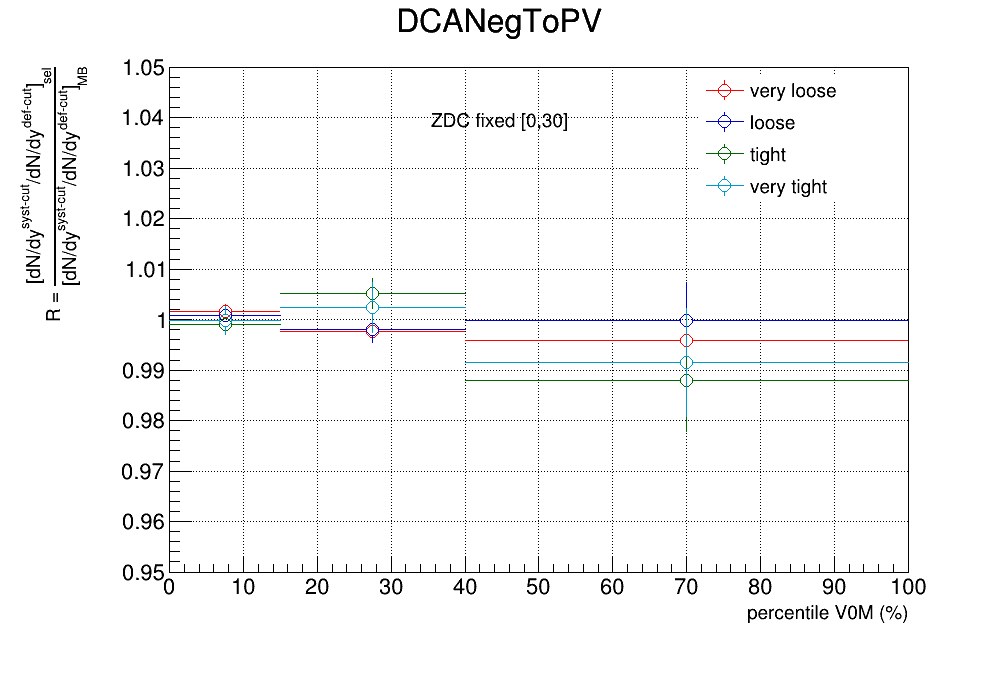 DCANegToPV
R = [dN/dy^syst-cut/dN/dy^def-cut]_sel
[dN/dy^syst-cut/dN/dy^def-cut]_MB
1.05
1.04
1.03
1.02
1.01
1
0.99
0.98
0.97
0.96
0.95
ZDC fixed [0,30]
very loose
loose
tight
very tight
0 10 20 30 40 50 60 70 80 90 100
percentile V0M (%)